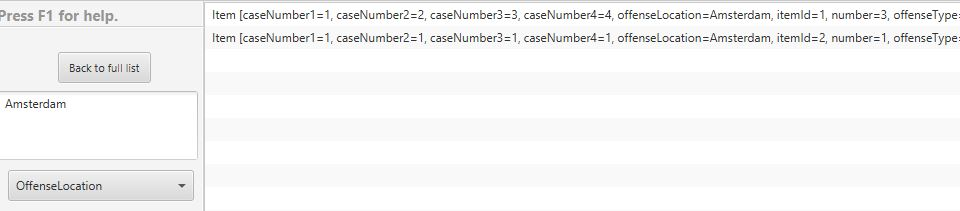 Press F1 for help.
Back to full list
Amsterdam
OffenseLocation
Item [caseNumber1=1, caseNumber2=2, caseNumber3=3, caseNumber4=4, offenseLocation=Amsterdam, itemId=1, number=3, offenseType=
Item [caseNumber1=1, caseNumber2=1, caseNumber3=1, caseNumber4=1, offenseLocation=Amsterdam, itemId=2, number=1, offenseType=